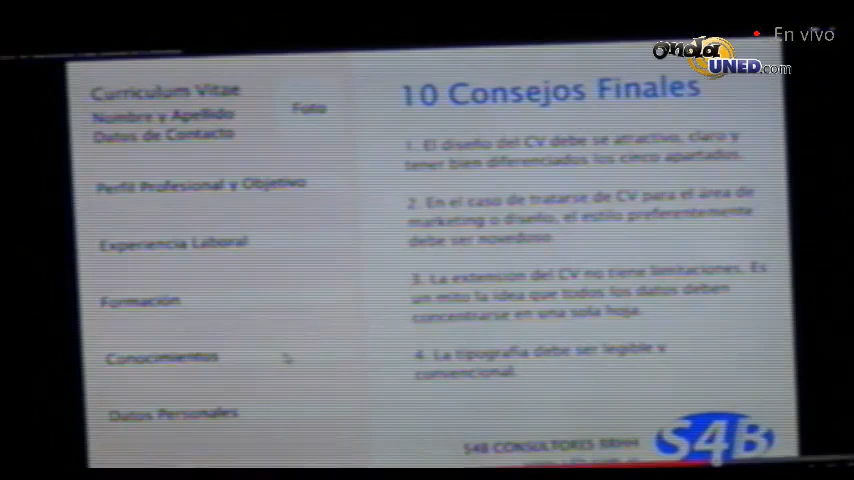 En vivo
onda
UNED.com
Curriculum Vitae
Nombre y Apellido
Foto
Datos de Contacto
Perfil Profesional y Objetivo
Experiencia Laboral
Formación
Conocimientos
Datos Personales
10 Consejos Finales
1. El diseño del CV debe se atractivo, claro y
tener bien diferenciados los cinco apartados.
2. En el caso de tratarse de CV para el área de
marketing o diseño, el estilo preferentemente
debe ser novedoso.
3. La extensión del CV no tiene limitaciones. Es
un mito la idea que todos los datos deben
concentrarse en una sola hoja.
4. La tipografía debe ser legible y
convencional.
S4B CONSULTORES RRHH
S4B